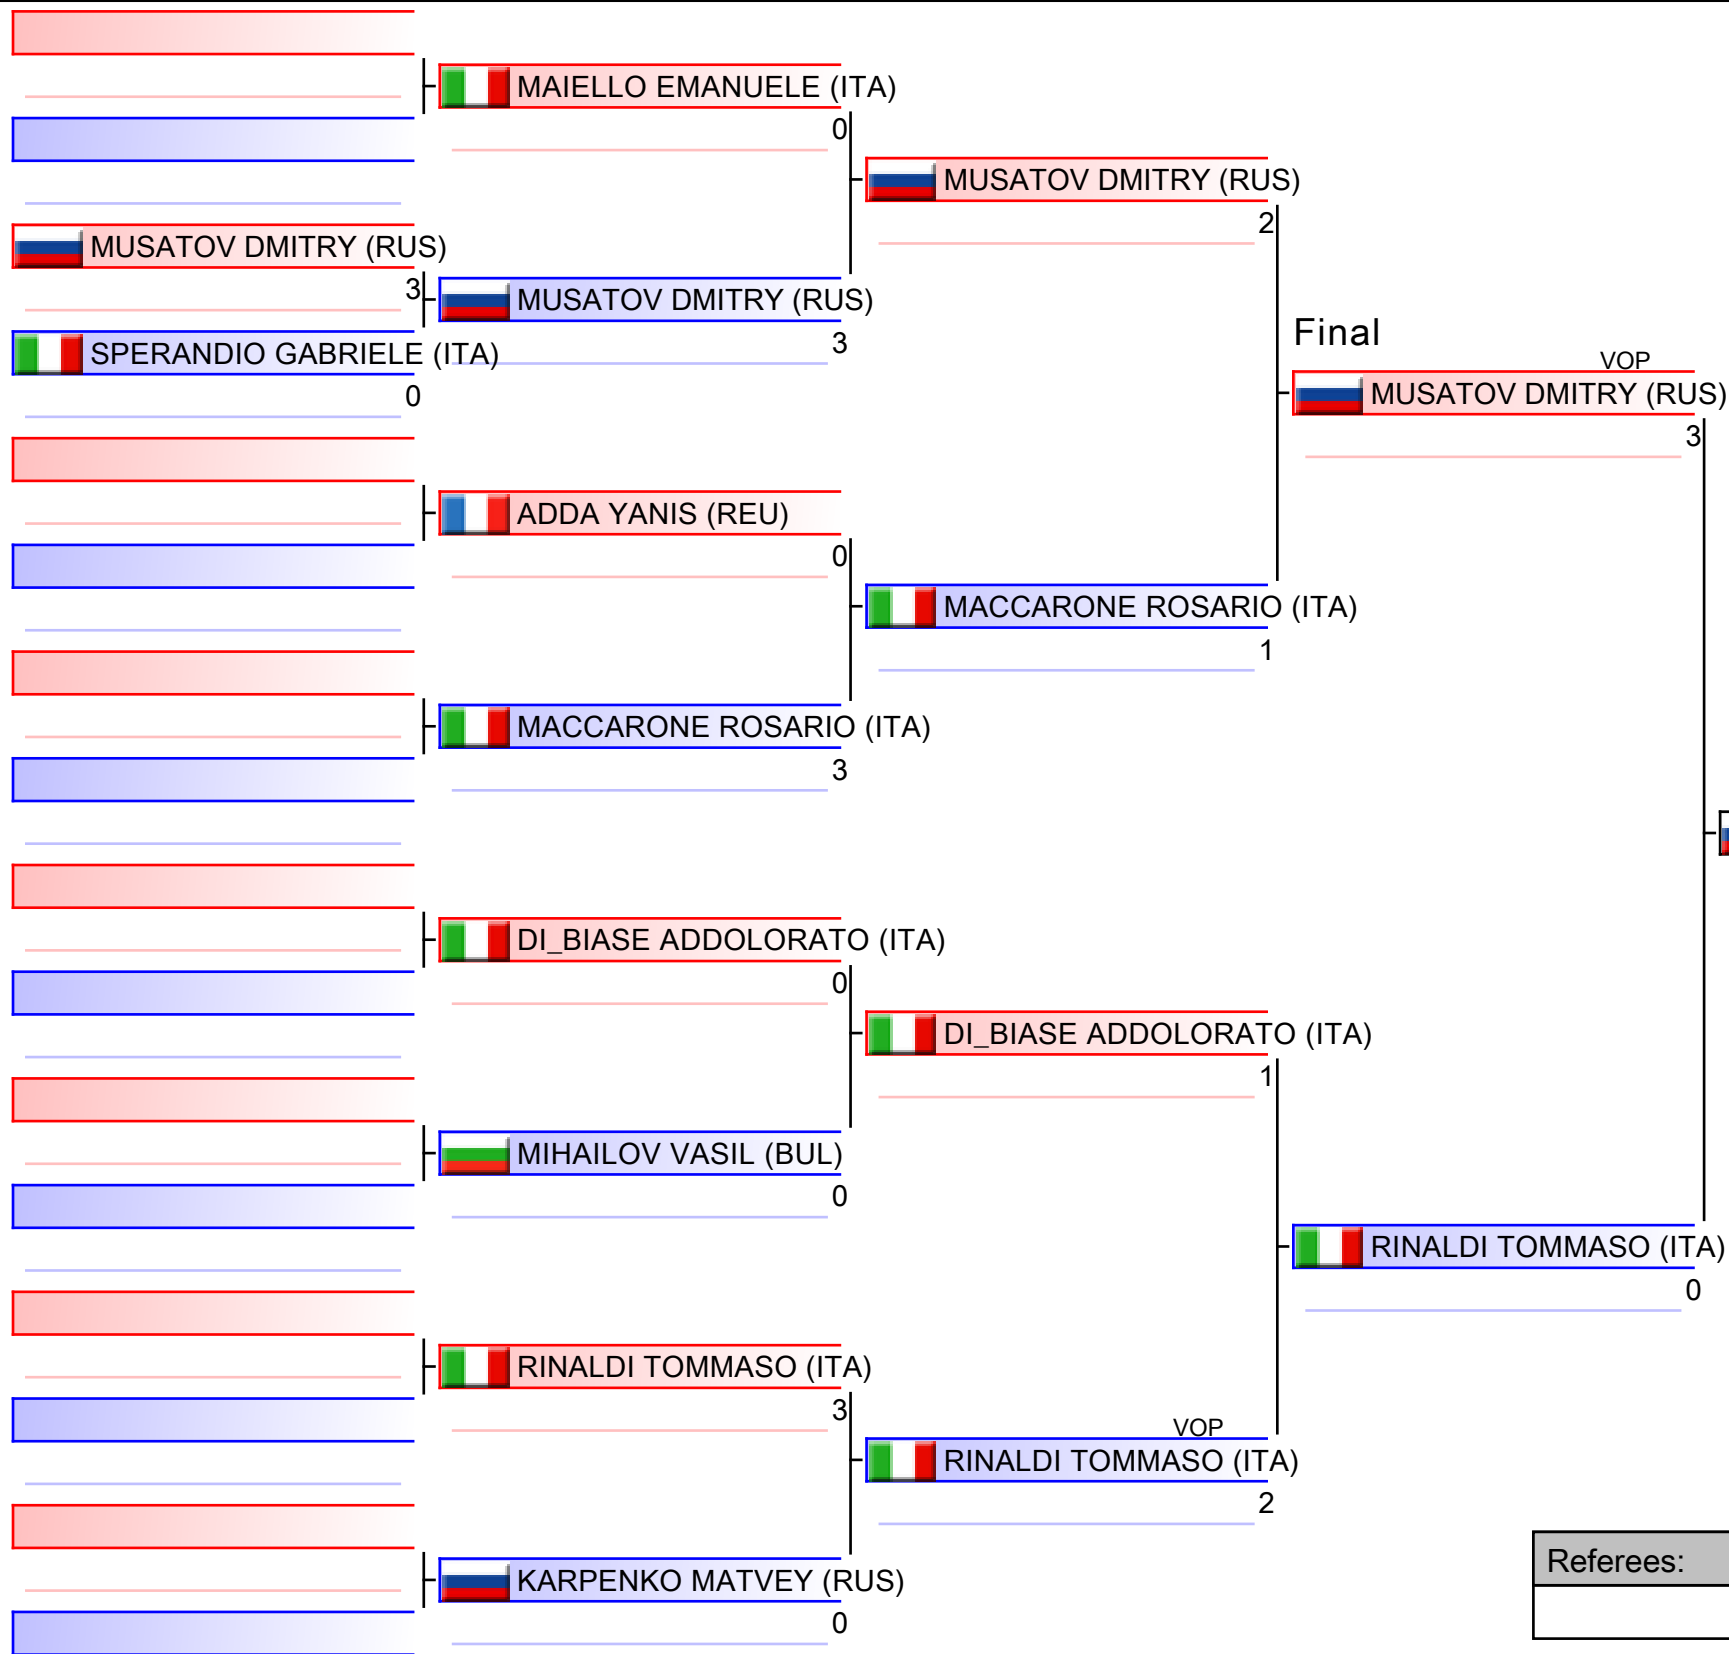 MAIELLO EMANUELE (ITA)
0
MUSATOV DMITRY (RUS)
2
MUSATOV DMITRY (RUS)
3
MUSATOV DMITRY (RUS)
3
SPERANDIO GABRIELE (ITA)
0
Final
VOP
MUSATOV DMITRY (RUS)
3
ADDA YANIS (REU)
0
MACCARONE ROSARIO (ITA)
1
MACCARONE ROSARIO (ITA)
3
DI_BIASE ADDOLORATO (ITA)
0
DI_BIASE ADDOLORATO (ITA)
1
MIHAILOV VASIL (BUL)
0
RINALDI TOMMASO (ITA)
0
RINALDI TOMMASO (ITA)
3
VOP
RINALDI TOMMASO (ITA)
2
KARPENKO MATVEY (RUS)
0
Referees: